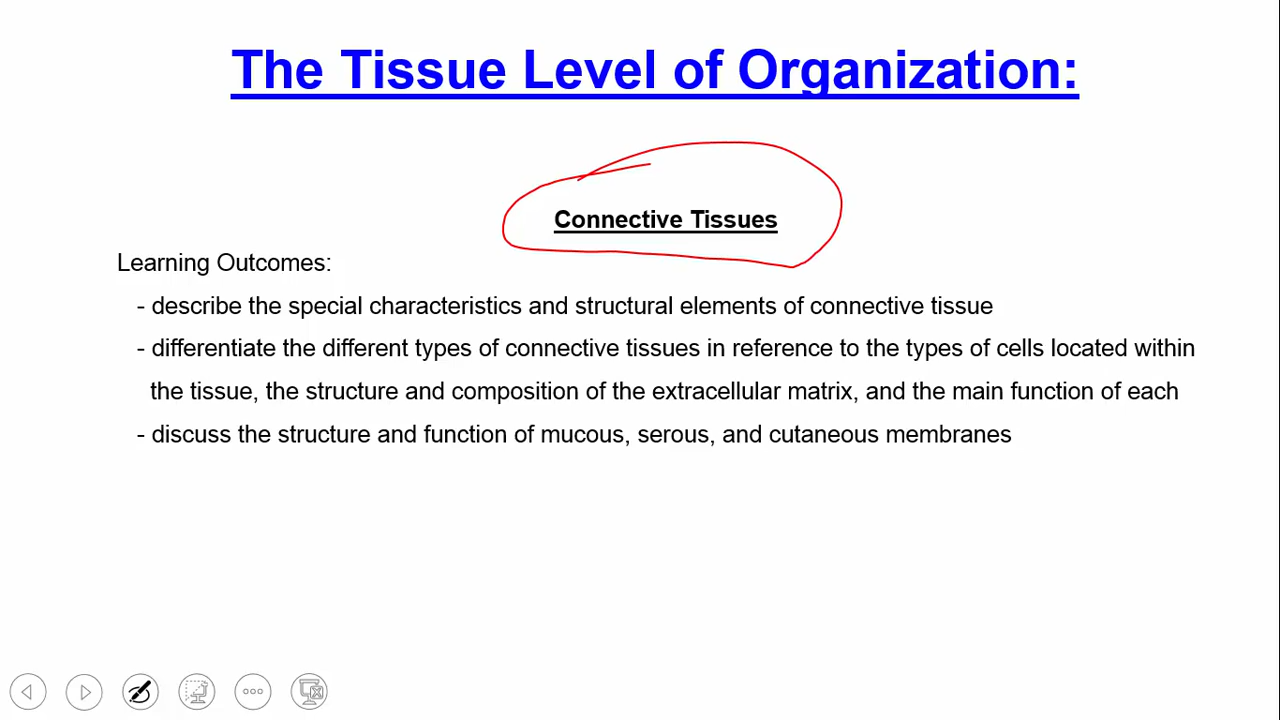 The Tissue Level of Organization:
Connective Tissues
Learning Outcomes:
- describe the special characteristics and structural elements of connective tissue
- differentiate the different types of connective tissues in reference to the types of cells located within
the tissue, the structure and composition of the extracellular matrix, and the main function of each
- discuss the structure and function of mucous, serous, and cutaneous membranes